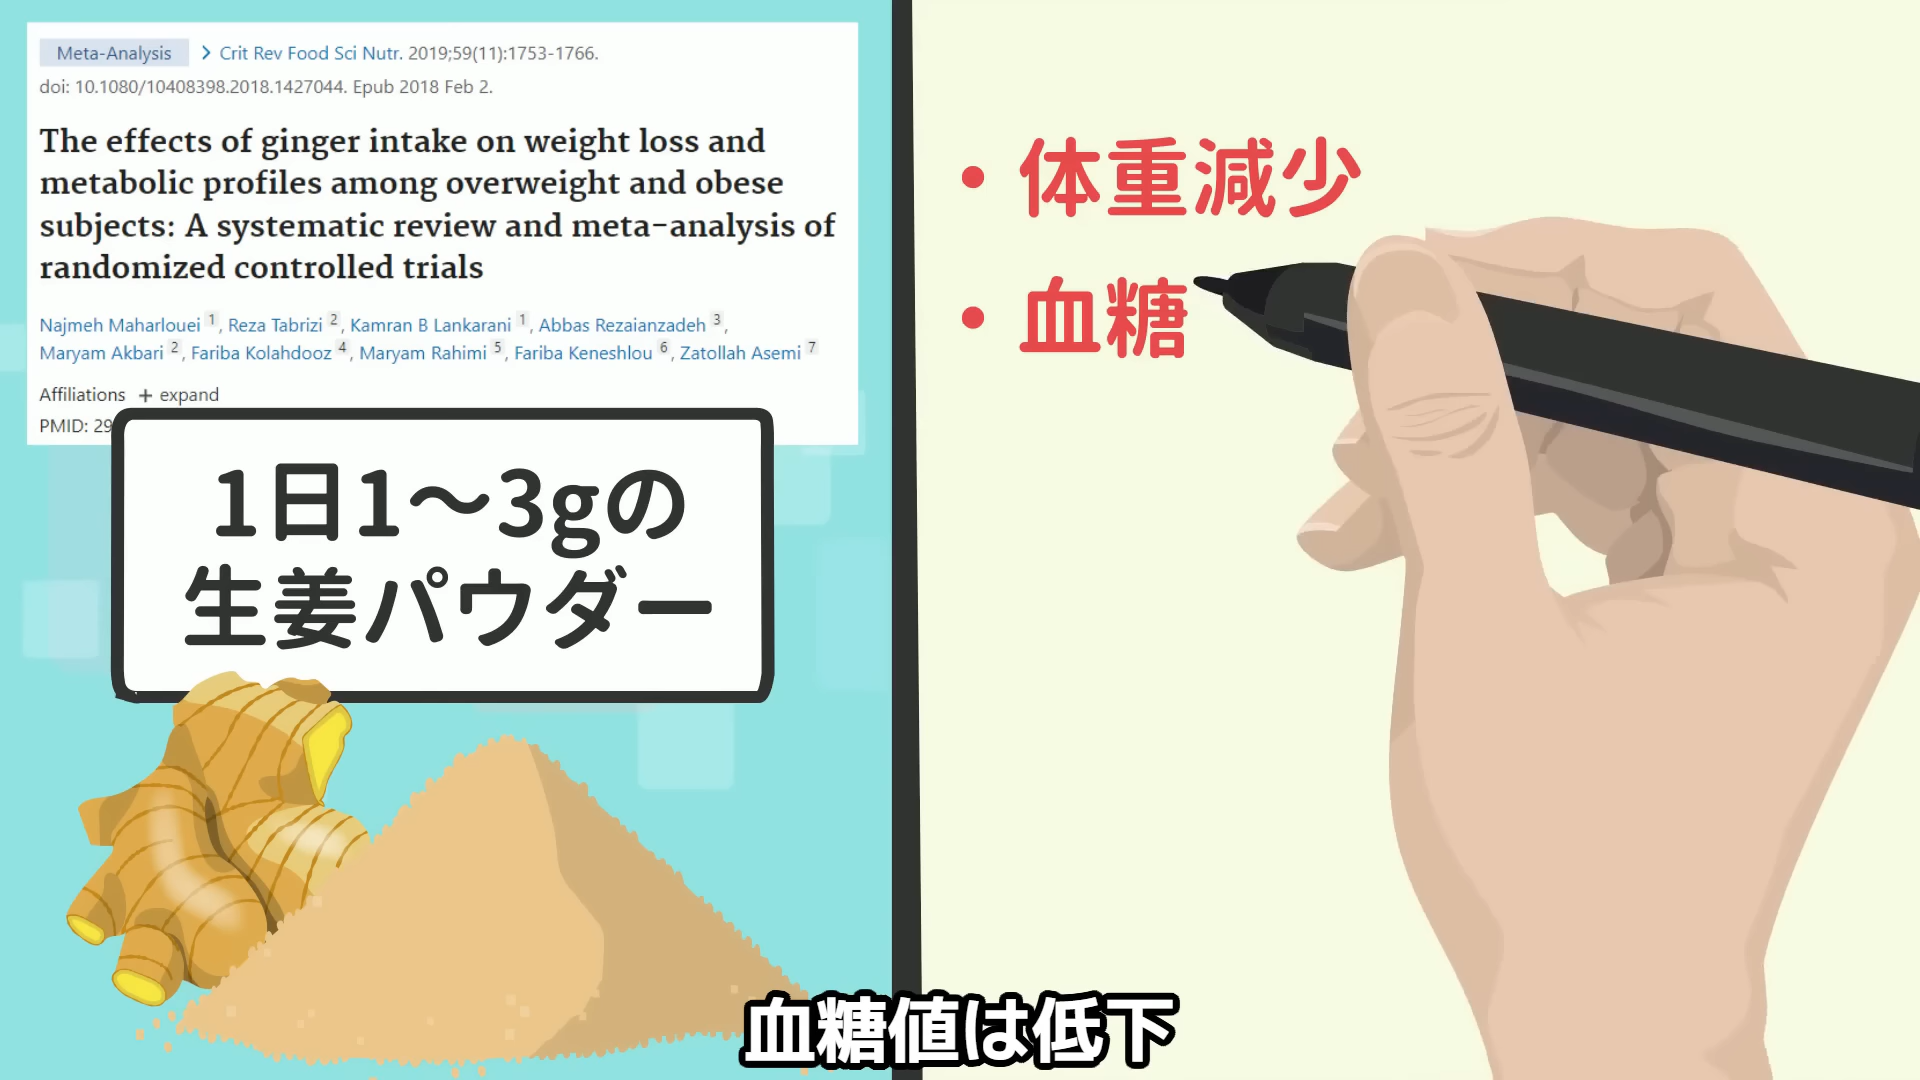 Meta-Analysis > Crit Rev Food Sci Nutr. 2019;59(11):1753-1766.
doi: 10.1080/10408398.2018.1427044. Epub 2018 Feb 2.
The effects of ginger intake on weight loss and
metabolic profiles among overweight and obese
subjects: A systematic review and meta-analysis of
randomized controlled trials
Najmeh Maharlouei 1, Reza Tabrizi 2, Kamran B Lankarani 1, Abbas Rezaianzadeh 3,
Maryam Akbari 2, Fariba Kolahdooz 4, Maryam Rahimi 5, Fariba Keneshlou 6, Zatollah Asemi 7
Affiliations + expand
PMID: 29
1日1〜3gの
生姜パウダー
・体重減少
・血糖
血糖値は低下